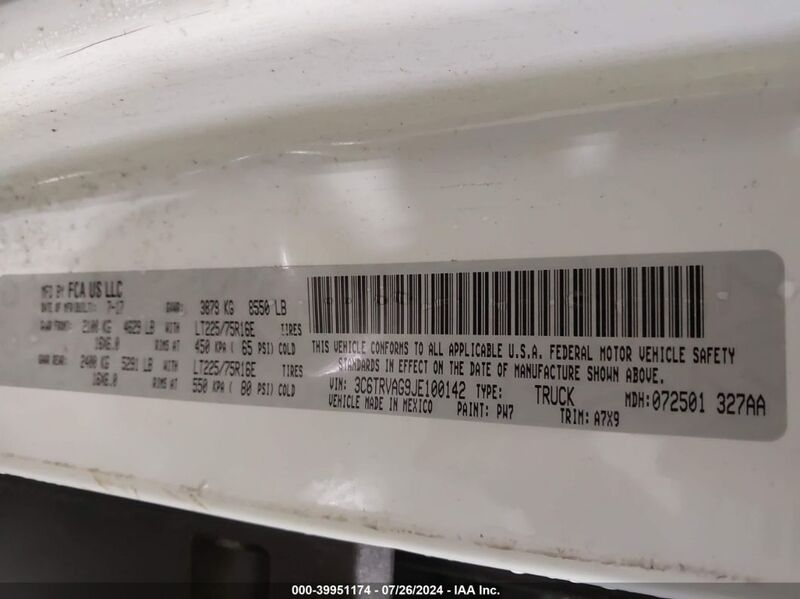 MFD BY FCA US LLC
DATE OF MFR(BUILT): 7-17 GVWR: 3879 KG 8550 LB
GAWR FRONT: 2100 KG 4629 LB WITH LT225/75R16E TIRES
16X6.0 RIMS AT 450 KPA ( 65 PSI) COLD
GAWR REAR: 2400 KG 5291 LB WITH LT225/75R16E TIRES
16X6.0 RIMS AT 550 KPA ( 80 PSI) COLD
THIS VEHICLE CONFORMS TO ALL APPLICABLE U.S.A. FEDERAL MOTOR VEHICLE SAFETY
STANDARDS IN EFFECT ON THE DATE OF MANUFACTURE SHOWN ABOVE.
VIN: 3C6TRVAG9JE100142 TYPE: TRUCK MDH:072501 327AA
VEHICLE MADE IN MEXICO PAINT: PW7 TRIM: A7X9
000-39951174 / 07/26/2024 — IAA Inc.